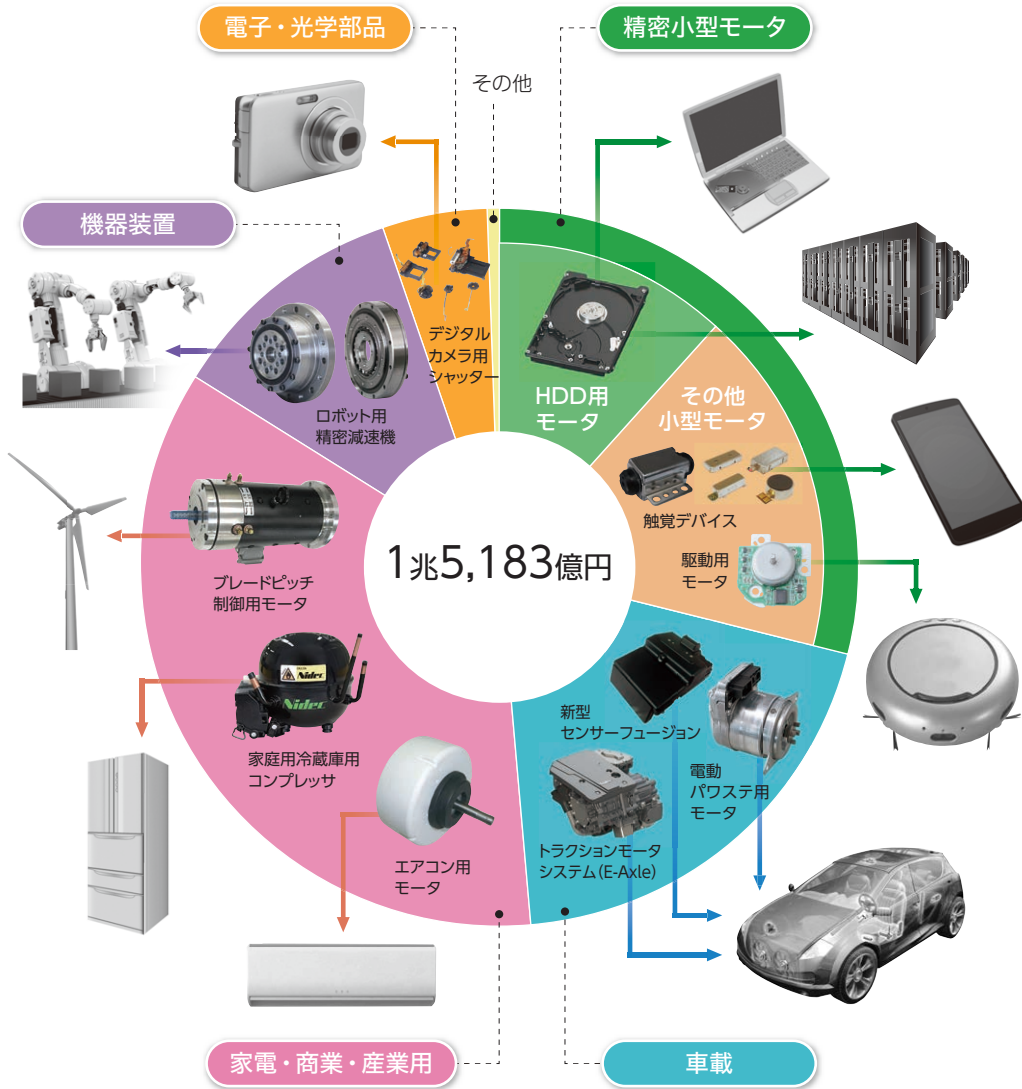 電子・光学部品
精密小型モータ
その他
機器装置
デジタル
カメラ用
シャッター
HDD用
モータ
その他
小型モータ
ロボット用
精密減速機
触覚デバイス
駆動用
モータ
1兆5,183億円
ブレードピッチ
制御用モータ
Nidec
Nidec
家庭用冷蔵庫用
コンプレッサ
新型
センサーフュージョン
電動
パワステ用
モータ
トラクションモータ
システム(E-Axle)
エアコン用
モータ
家電・商業・産業用
車載